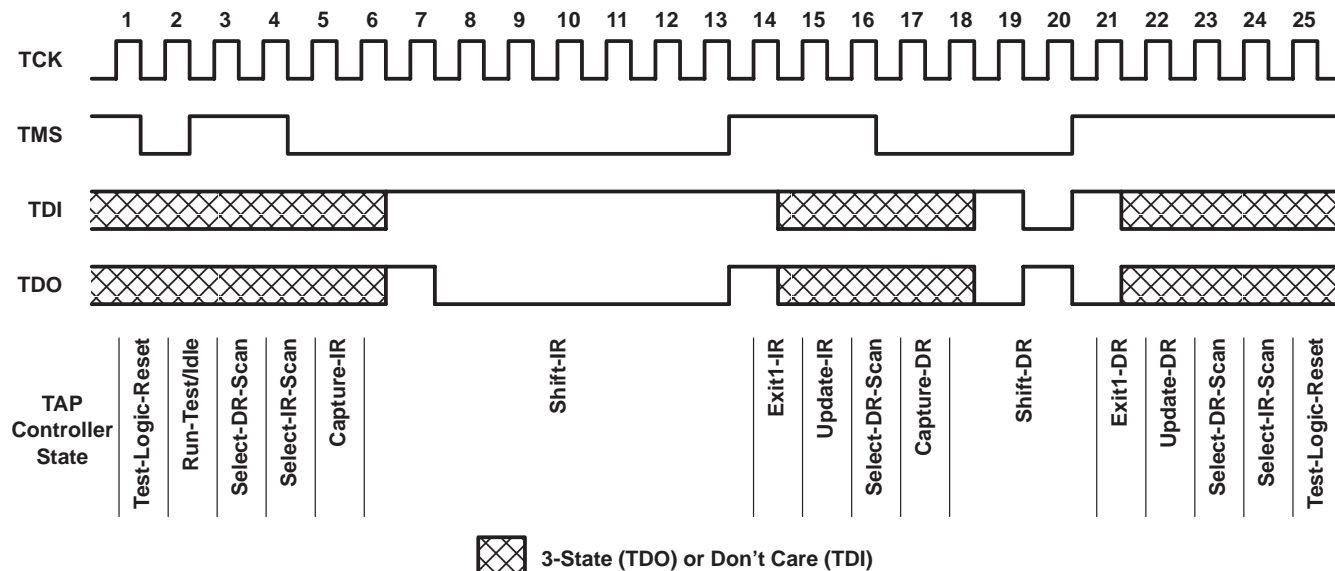 1 2 3 4 5 6 7 8 9 10 11 12 13 14 15 16 17 18 19 20 21 22 23 24 25
TCK
TMS
TDI
TDO
TAP
Controller
State
Test-Logic-Reset
Run-Test/Idle
Select-DR-Scan
Select-IR-Scan
Capture-IR
Shift-IR
Exit1-IR
Update-IR
Select-DR-Scan
Capture-DR
Shift-DR
Exit1-DR
Update-DR
Select-DR-Scan
Select-IR-Scan
Test-Logic-Reset
3-State (TDO) or Don't Care (TDI)